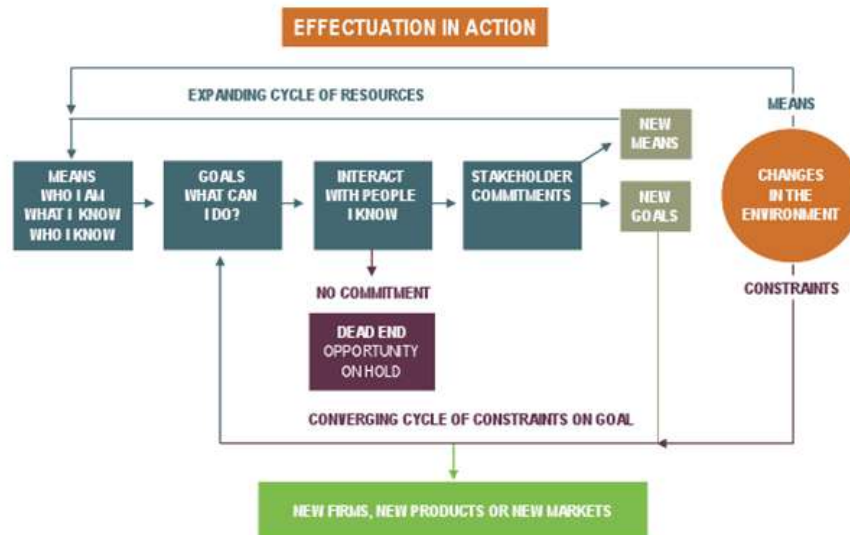 EFFECTUATION IN ACTION
EXPANDING CYCLE OF RESOURCES
MEANS
NEW
MEANS
MEANS
WHO I AM
WHAT I KNOW
WHO I KNOW
GOALS
WHAT CAN
I DO?
INTERACT
WITH PEOPLE
I KNOW
STAKEHOLDER
COMMITMENTS
NEW
GOALS
CHANGES
IN THE
ENVIRONMENT
NO COMMITMENT
CONSTRAINTS
DEAD END
OPPORTUNITY
ON HOLD
CONVERGING CYCLE OF CONSTRAINTS ON GOAL
NEW FIRMS, NEW PRODUCTS OR NEW MARKETS